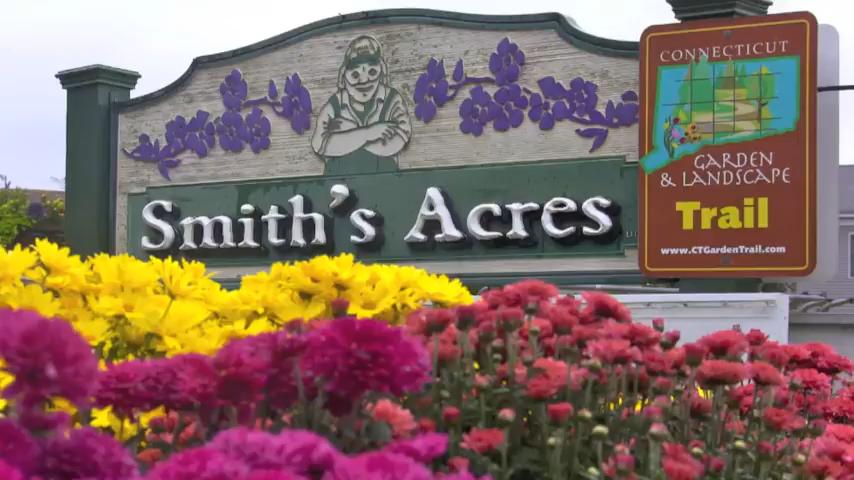 Smith's Acres
CONNECTICUT
GARDEN
& LANDSCAPE
Trail
www.CTGardenTrail.com